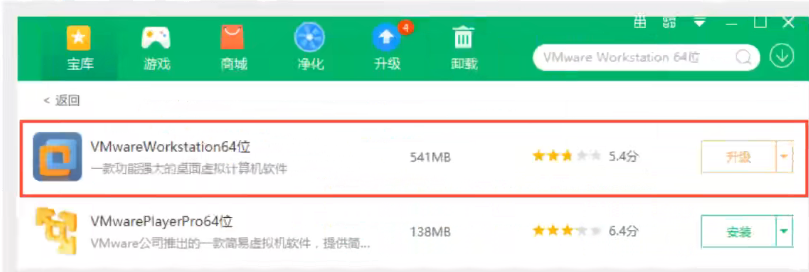 4
宝库 游戏 商城 净化 升级 卸载
VMware Workstation 64位
< 返回
VMwareWorkstation64位
一款功能强大的桌面虚拟计算机软件
541MB
5.4分
升级
VMwarePlayerPro64位
VMware公司推出的一款简易虚拟机软件，提供简...
138MB
6.4分
安装